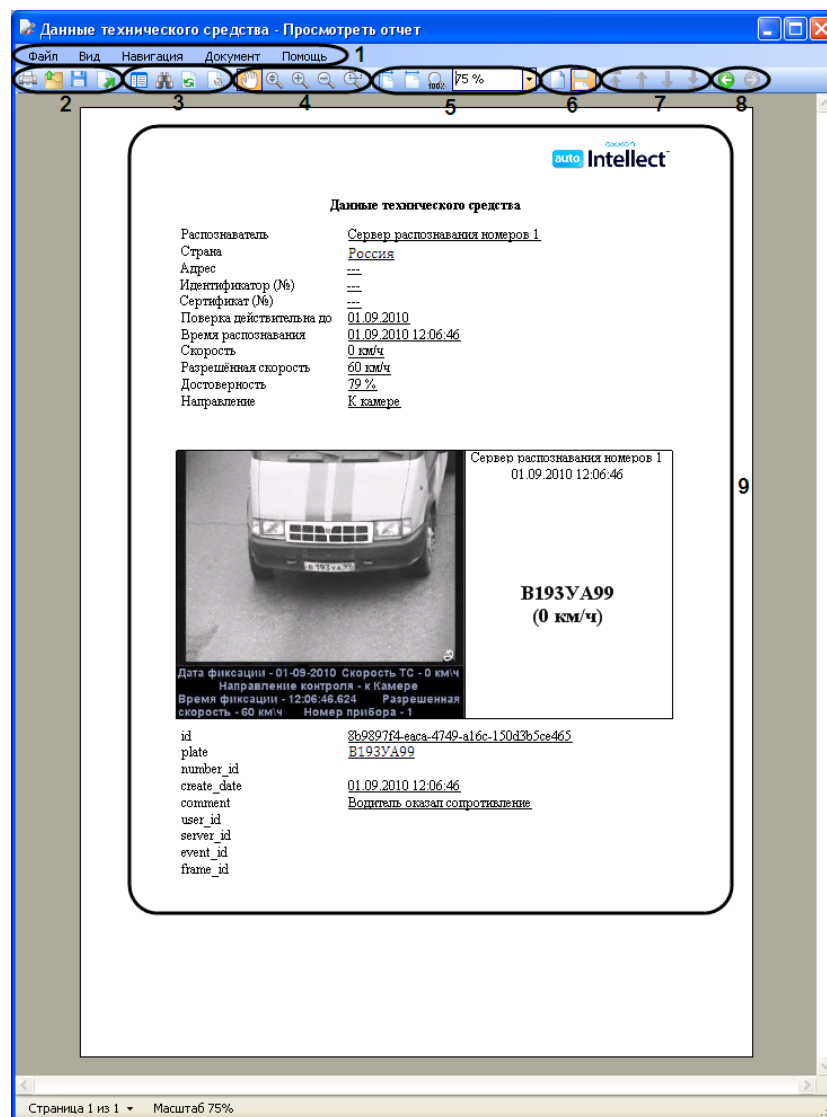 Данные технического средства - Просмотреть отчет
Файл Вид Навигация Документ Помощь 1
100% 75 %
2 3 4 5 6 7 8
axxon
auto Intellect
Данные технического средства
Распознаватель Сервер распознавания номеров 1
Страна Россия
Адрес ---
Идентификатор (№) ---
Сертификат (№) ---
Поверка действительна до 01.09.2010
Время распознавания 01.09.2010 12:06:46
Скорость 0 км/ч
Разрешённая скорость 60 км/ч
Достоверность 79 %
Направление К камере
Сервер распознавания номеров 1
01.09.2010 12:06:46
9
В193УА99
В193УА99
(0 км/ч)
Дата фиксации - 01-09-2010 Скорость ТС - 0 км\ч
Направление контроля - к Камере
Время фиксации - 12:06:46.624 Разрешенная
скорость - 60 км\ч Номер прибора - 1
id 8b9897f4-eaca-4749-a16c-150d3b5ce465
plate В193УА99
number_id
create_date 01.09.2010 12:06:46
comment Водитель оказал сопротивление
user_id
server_id
event_id
frame_id
Страница 1 из 1 Масштаб 75%